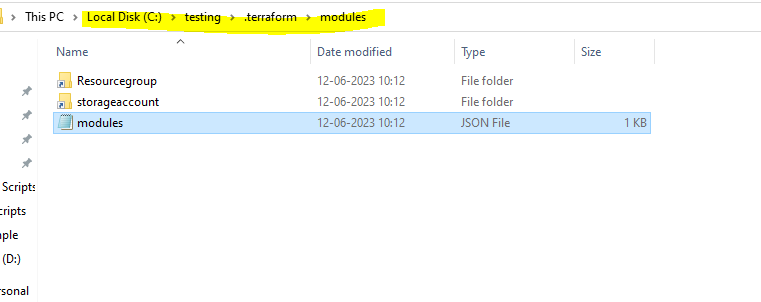 This PC > Local Disk (C:) > testing > .terraform > modules
Name Date modified Type Size
Resourcegroup 12-06-2023 10:12 File folder
storageaccount 12-06-2023 10:12 File folder
modules 12-06-2023 10:12 JSON File 1 KB
Scripts
cripts
nple
(D:)
rsonal